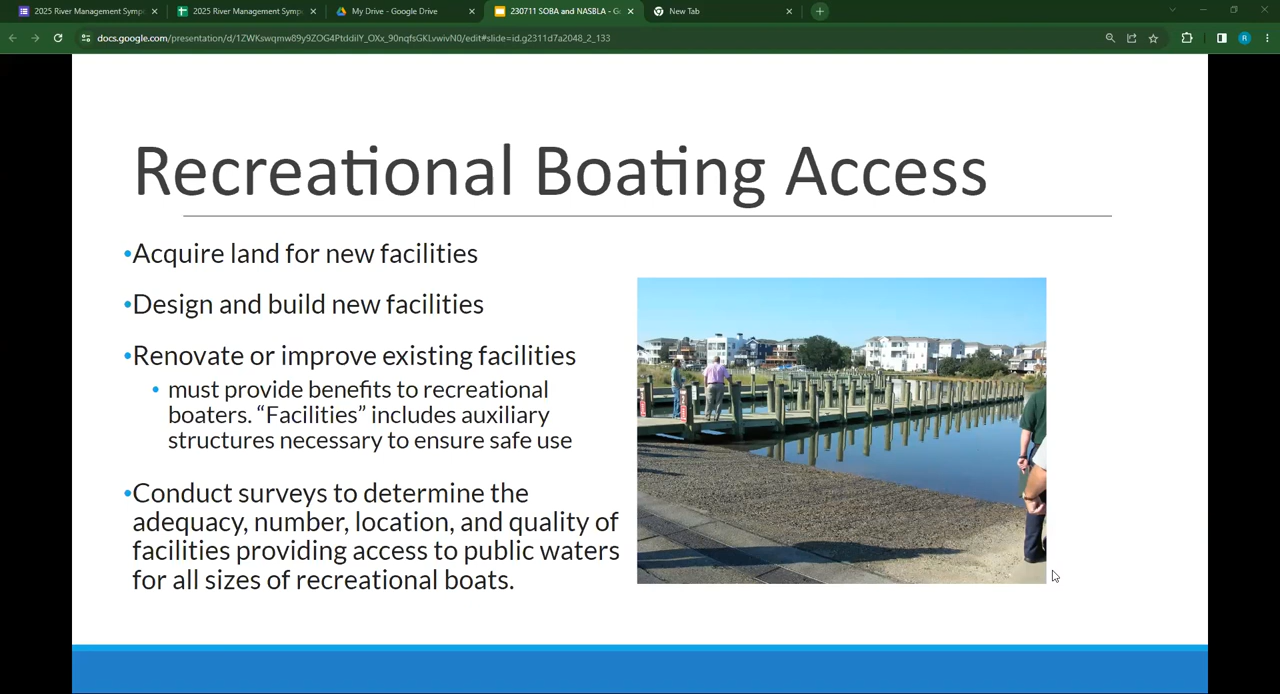 2025 River Management Symp
2025 River Management Symp
My Drive - Google Drive
230711 SOBA and NASBLA - Go
New Tab
docs.google.com/presentation/d/1ZWKswqmw89y9ZOG4PtddilY_OXx_90nqfsGKLvwivN0/edit#slide=id.g2311d7a2048_2_133
R
Recreational Boating Access
•Acquire land for new facilities
•Design and build new facilities
•Renovate or improve existing facilities
• must provide benefits to recreational
boaters. “Facilities” includes auxiliary
structures necessary to ensure safe use
•Conduct surveys to determine the
adequacy, number, location, and quality of
facilities providing access to public waters
for all sizes of recreational boats.